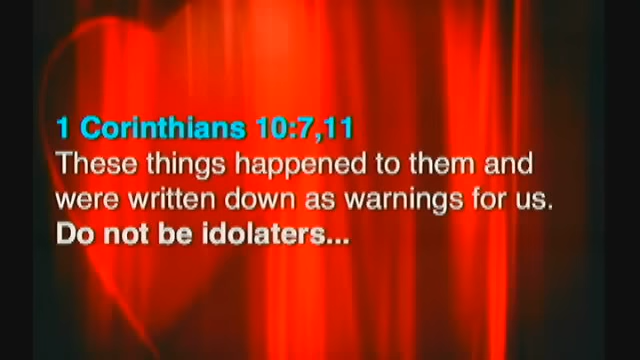 1 Corinthians 10:7,11
These things happened to them and
were written down as warnings for us.
Do not be idolaters...